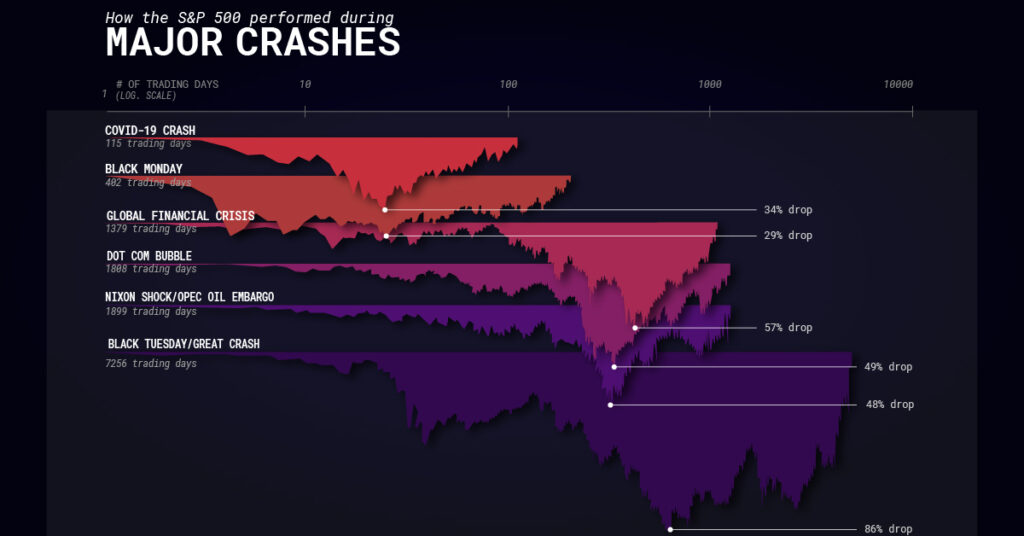 How the S&P 500 performed during
MAJOR CRASHES
# OF TRADING DAYS
(LOG. SCALE)
1
10
100
1000
10000
COVID-19 CRASH
115 trading days
BLACK MONDAY
402 trading days
34% drop
GLOBAL FINANCIAL CRISIS
1379 trading days
29% drop
DOT COM BUBBLE
1808 trading days
NIXON SHOCK/OPEC OIL EMBARGO
1899 trading days
57% drop
BLACK TUESDAY/GREAT CRASH
7256 trading days
49% drop
48% drop
86% drop